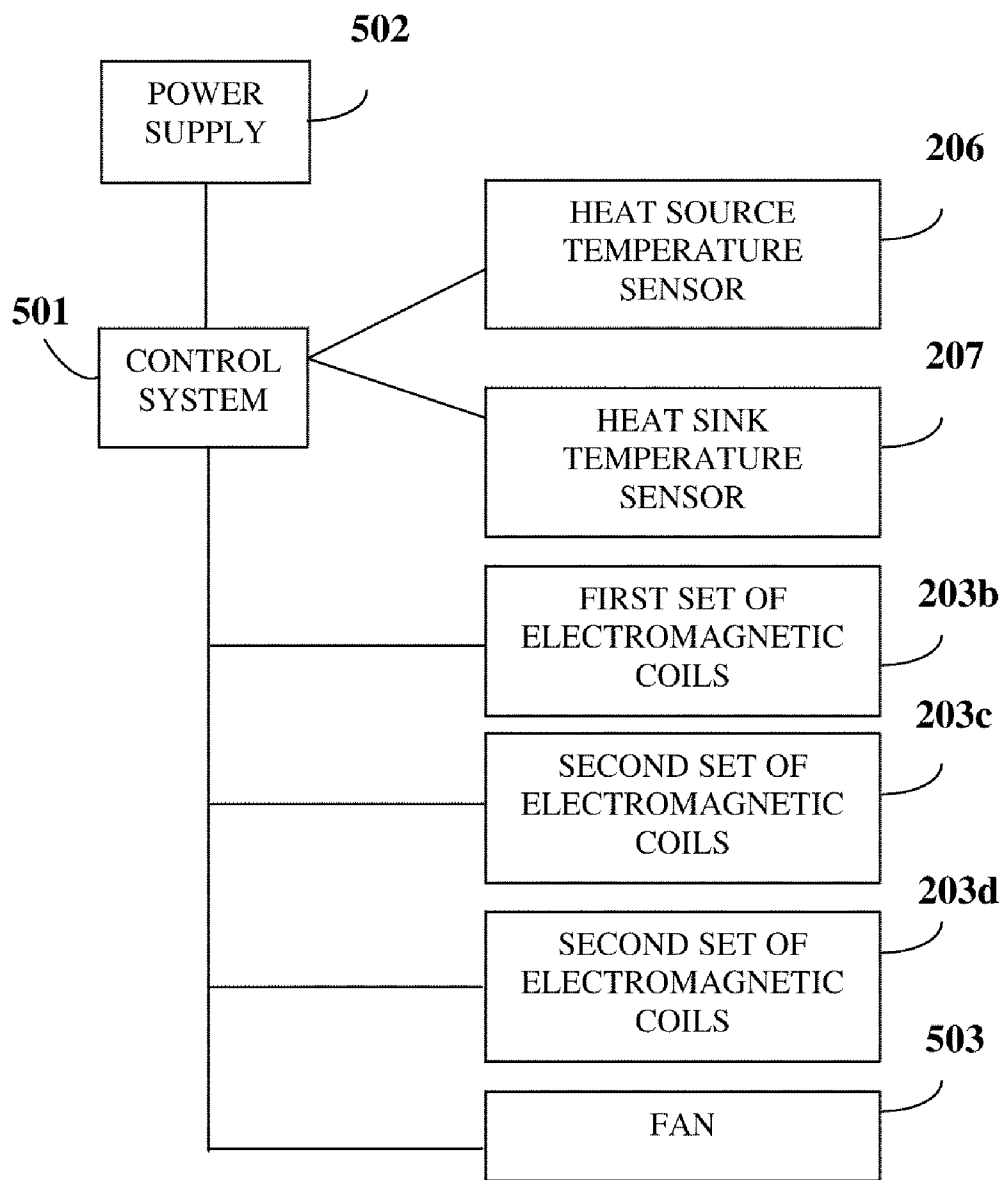 502
POWER
SUPPLY
206
HEAT SOURCE
TEMPERATURE
SENSOR
501
CONTROL
SYSTEM
207
HEAT SINK
TEMPERATURE
SENSOR
203b
FIRST SET OF
ELECTROMAGNETIC
COILS
203c
SECOND SET OF
ELECTROMAGNETIC
COILS
203d
SECOND SET OF
ELECTROMAGNETIC
COILS
503
FAN